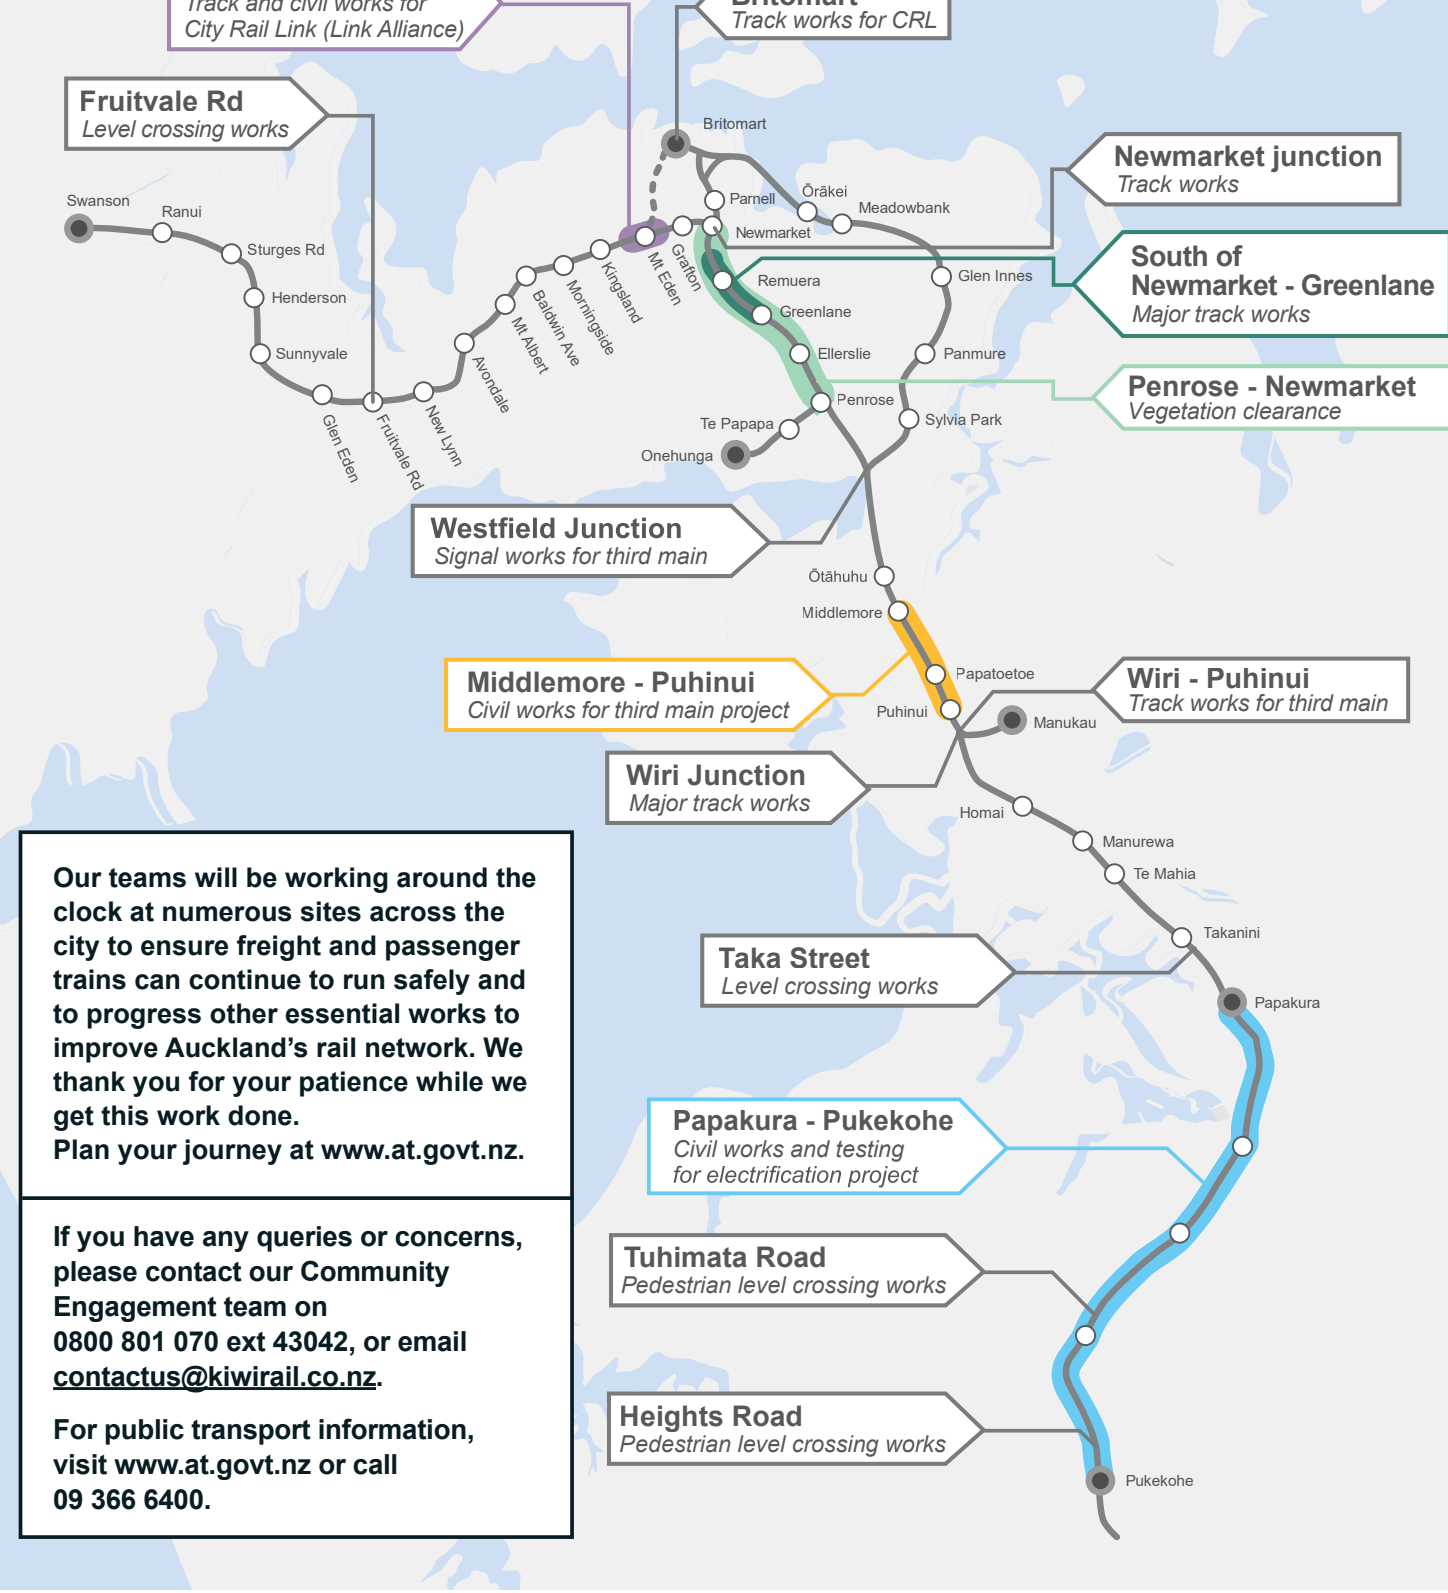 Track and civil works for
City Rail Link (Link Alliance)
Britomart
Track works for CRL
Fruitvale Rd
Level crossing works
Britomart
Newmarket junction
Track works
Swanson
Ranui
Sturges Rd
Henderson
Sunnyvale
Glen Eden
Fruitvale Rd
New Lynn
Avondale
Mt Albert
Baldwin Ave
Morningside
Kingsland
Mt Eden
Grafton
Parnell
Newmarket
Ōrākei
Meadowbank
Glen Innes
Panmure
Sylvia Park
Remuera
Greenlane
Ellerslie
Penrose
Te Papapa
Onehunga
South of
Newmarket - Greenlane
Major track works
Penrose - Newmarket
Vegetation clearance
Westfield Junction
Signal works for third main
Ōtāhuhu
Middlemore
Papatoetoe
Puhinui
Manukau
Middlemore - Puhinui
Civil works for third main project
Wiri - Puhinui
Track works for third main
Wiri Junction
Major track works
Homai
Manurewa
Te Mahia
Takanini
Papakura
Taka Street
Level crossing works
Papakura - Pukekohe
Civil works and testing
for electrification project
Tuhimata Road
Pedestrian level crossing works
Heights Road
Pedestrian level crossing works
Pukekohe
Our teams will be working around the
clock at numerous sites across the
city to ensure freight and passenger
trains can continue to run safely and
to progress other essential works to
improve Auckland's rail network. We
thank you for your patience while we
get this work done.
Plan your journey at www.at.govt.nz.
If you have any queries or concerns,
please contact our Community
Engagement team on
0800 801 070 ext 43042, or email
contactus@kiwirail.co.nz.
For public transport information,
visit www.at.govt.nz or call
09 366 6400.